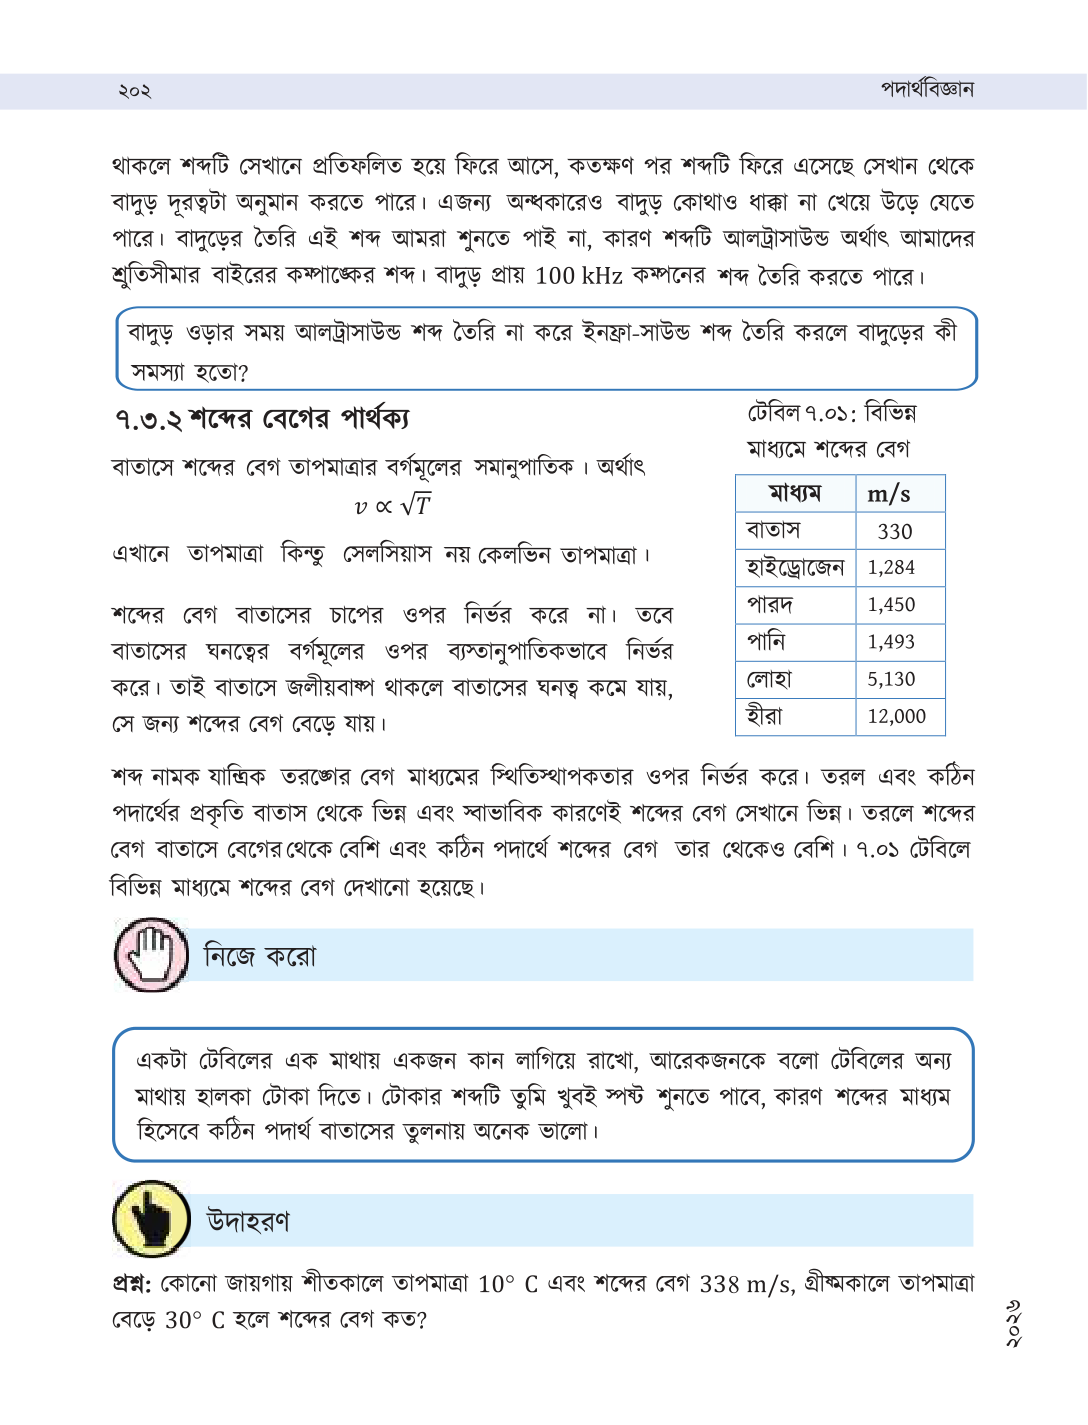 ২০২
পদার্থবিজ্ঞান
থাকলে শব্দটি সেখানে প্রতিফলিত হয়ে ফিরে আসে, কতক্ষণ পর শব্দটি ফিরে এসেছে সেখান থেকে
বাদুড় দূরত্বটা অনুমান করতে পারে। এজন্য অন্ধকারেও বাদুড় কোথাও ধাক্কা না খেয়ে উড়ে যেতে
পারে। বাদুড়ের তৈরি এই শব্দ আমরা শুনতে পাই না, কারণ শব্দটি আলট্রাসাউন্ড অর্থাৎ আমাদের
শ্রুতিসীমার বাইরের কম্পাঙ্কের শব্দ। বাদুড় প্রায় 100 kHz কম্পনের শব্দ তৈরি করতে পারে।
বাদুড় ওড়ার সময় আলট্রাসাউন্ড শব্দ তৈরি না করে ইনফ্রা-সাউন্ড শব্দ তৈরি করলে বাদুড়ের কী
সমস্যা হতো?
৭.৩.২ শব্দের বেগের পার্থক্য
বাতাসে শব্দের বেগ তাপমাত্রার বর্গমূলের সমানুপাতিক। অর্থাৎ
v ∝ √T
এখানে তাপমাত্রা কিন্তু সেলসিয়াস নয় কেলভিন তাপমাত্রা।
শব্দের বেগ বাতাসের চাপের ওপর নির্ভর করে না। তবে
বাতাসের ঘনত্বের বর্গমূলের ওপর ব্যস্তানুপাতিকভাবে নির্ভর
করে। তাই বাতাসে জলীয়বাষ্প থাকলে বাতাসের ঘনত্ব কমে যায়,
সে জন্য শব্দের বেগ বেড়ে যায়।
টেবিল ৭.০১: বিভিন্ন
মাধ্যমে শব্দের বেগ
মাধ্যম m/s
বাতাস 330
হাইড্রোজেন 1,284
পারদ 1,450
পানি 1,493
লোহা 5,130
হীরা 12,000
শব্দ নামক যান্ত্রিক তরঙ্গের বেগ মাধ্যমের স্থিতিস্থাপকতার ওপর নির্ভর করে। তরল এবং কঠিন
পদার্থের প্রকৃতি বাতাস থেকে ভিন্ন এবং স্বাভাবিক কারণেই শব্দের বেগ সেখানে ভিন্ন। তরলে শব্দের
বেগ বাতাসে বেগের থেকে বেশি এবং কঠিন পদার্থে শব্দের বেগ তার থেকেও বেশি। ৭.০১ টেবিলে
বিভিন্ন মাধ্যমে শব্দের বেগ দেখানো হয়েছে।
নিজে করো
একটা টেবিলের এক মাথায় একজন কান লাগিয়ে রাখো, আরেকজনকে বলো টেবিলের অন্য
মাথায় হালকা টোকা দিতে। টোকার শব্দটি তুমি খুবই স্পষ্ট শুনতে পাবে, কারণ শব্দের মাধ্যম
হিসেবে কঠিন পদার্থ বাতাসের তুলনায় অনেক ভালো।
উদাহরণ
প্রশ্ন: কোনো জায়গায় শীতকালে তাপমাত্রা 10° C এবং শব্দের বেগ 338 m/s, গ্রীষ্মকালে তাপমাত্রা
বেড়ে 30° C হলে শব্দের বেগ কত?
২০২৬